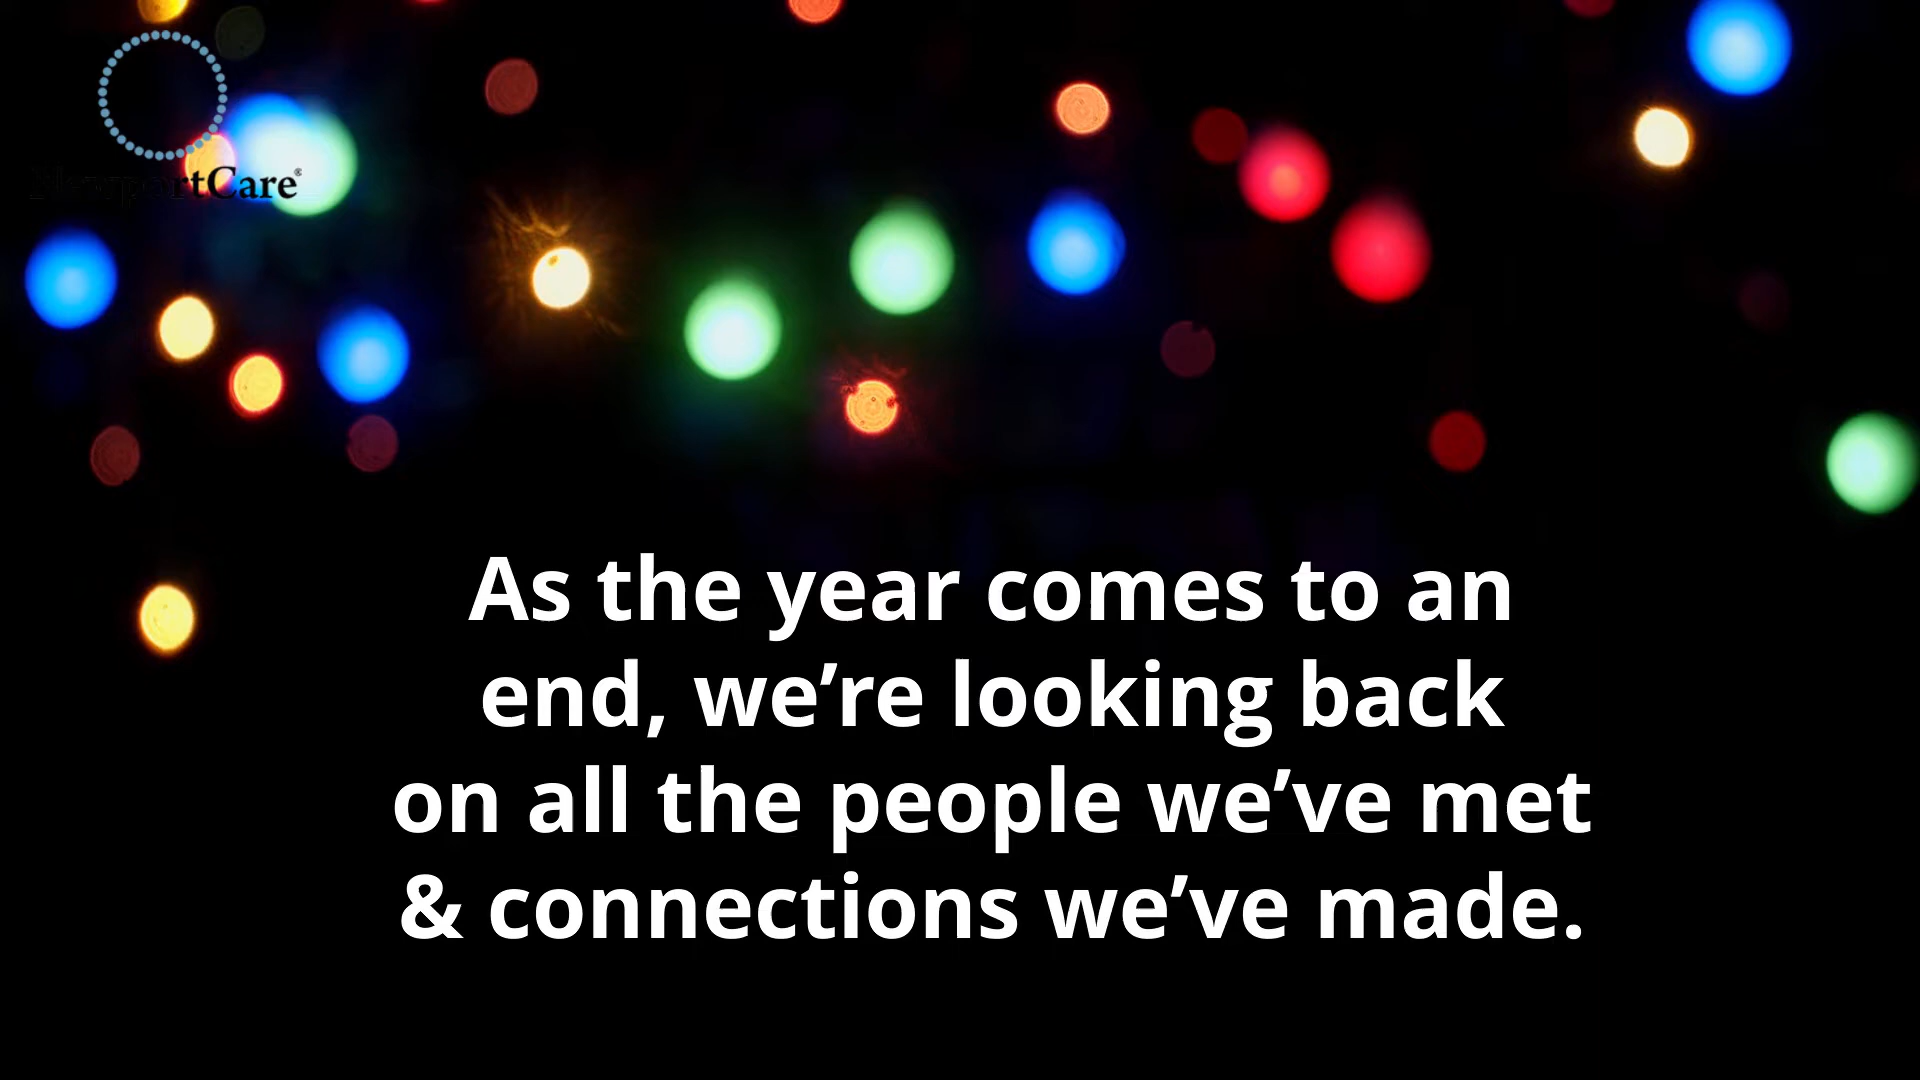 NewportCare®
As the year comes to an
end, we’re looking back
on all the people we’ve met
& connections we’ve made.